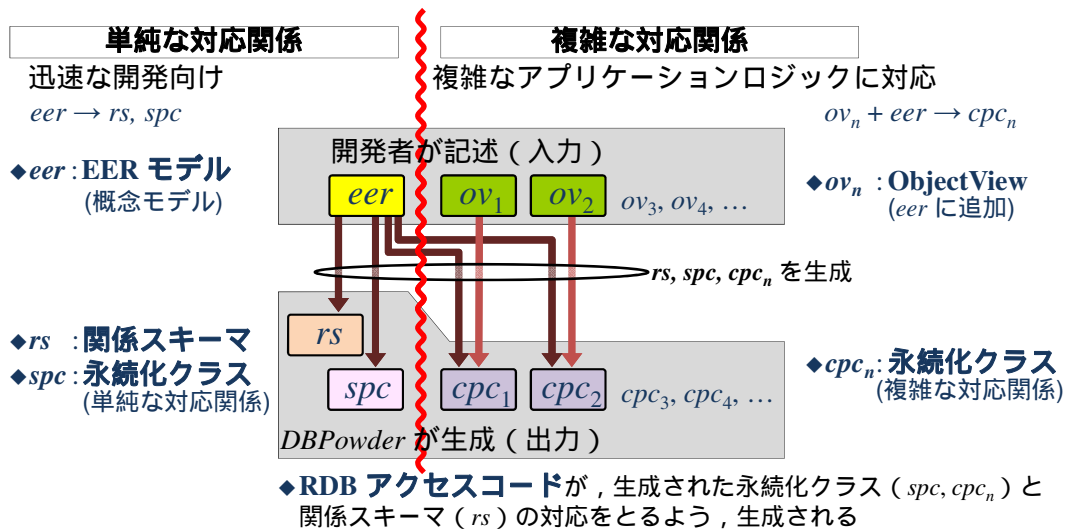 単純な対応関係
複雑な対応関係
迅速な開発向け
複雑なアプリケーションロジックに対応
eer → rs, spc
ovn + eer → cpcn
開発者が記述（入力）
◆eer : EER モデル
(概念モデル)
eer
ov1
ov2
ov3, ov4, …
◆ovn : ObjectView
(eer に追加)
rs, spc, cpcn を生成
◆rs : 関係スキーマ
◆spc : 永続化クラス
(単純な対応関係)
rs
spc
cpc1
cpc2
cpc3, cpc4, …
◆cpcn: 永続化クラス
(複雑な対応関係)
DBPowder が生成（出力）
◆RDB アクセスコードが，生成された永続化クラス（spc, cpcn）と
関係スキーマ（rs）の対応をとるよう，生成される